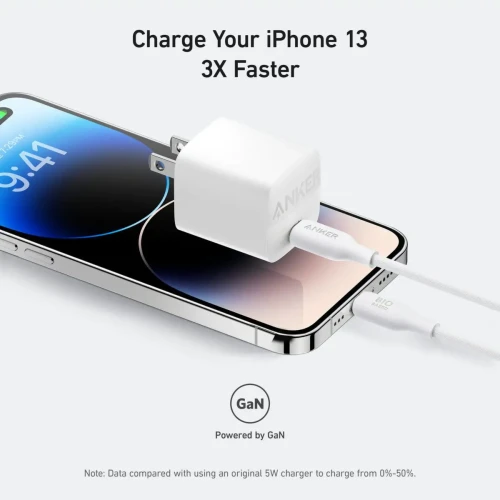 Charge Your iPhone 13
3X Faster
9:41
ANKER
ANKER
GaN
Powered by GaN
Note: Data compared with using an original 5W charger to charge from 0%-50%.